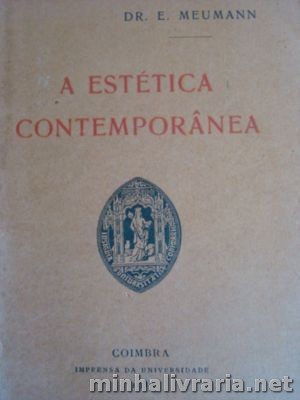 DR. E. MEUMANN
A ESTÉTICA
CONTEMPORÂNEA
COIMBRA
IMPRENSA DA UNIVERSIDADE
minhalivraria.net